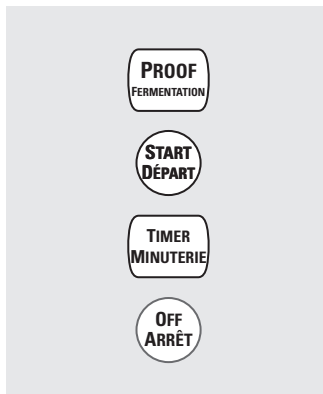 PROOF
FERMENTATION
START
DÉPART
TIMER
MINUTERIE
OFF
ARRÊT